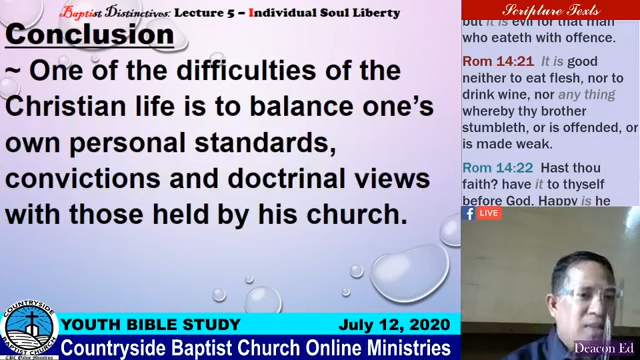 Baptist Distinctives: Lecture 5 – Individual Soul Liberty
Conclusion
~ One of the difficulties of the
Christian life is to balance one's
own personal standards,
convictions and doctrinal views
with those held by his church.
Scripture Texts
but it is evil for that man
who eateth with offence.
Rom 14:21 It is good
neither to eat flesh, nor to
drink wine, nor any thing
whereby thy brother
stumbleth, or is offended, or
is made weak.
Rom 14:22 Hast thou
faith? have it to thyself
before God. Happy is he
f LIVE
Deacon Ed
COUNTRYSIDE
BAPTIST CHURCH
YOUTH BIBLE STUDY July 12, 2020
Countryside Baptist Church Online Ministries